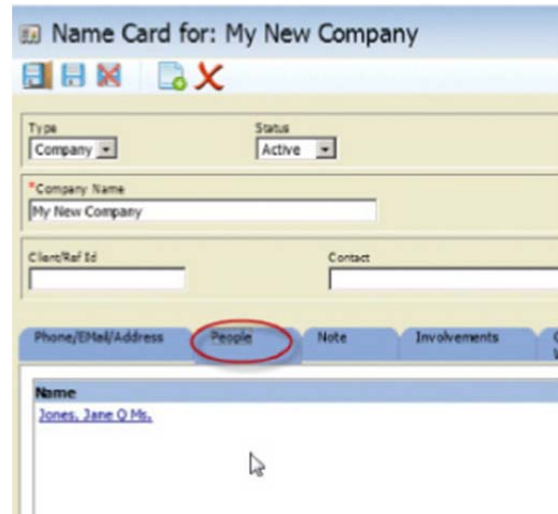 Name Card for: My New Company
Type Status
Company Active
*Company Name
My New Company
Client/Ref Id Contact
Phone/EMail/Address People Note Involvements
Name
Jones, Jane Q Ms.